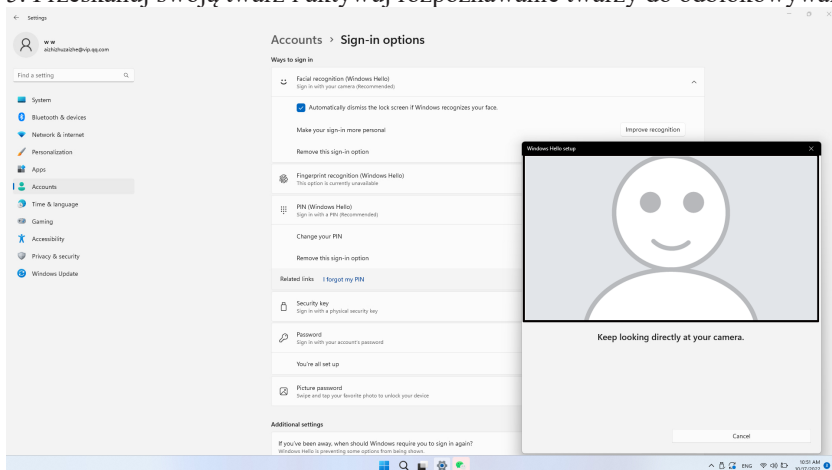 3. Przeskanuj swoją twarz i aktywuj rozpoznawanie twarzy do odblokowywa
Settings
w w
aizhizhuzaizhe@vip.qq.com
Find a setting
System
Bluetooth & devices
Network & internet
Personalization
Apps
Accounts
Time & language
Gaming
Accessibility
Privacy & security
Windows Update
Accounts > Sign-in options
Ways to sign in
Facial recognition (Windows Hello)
Sign in with your camera (Recommended)
Automatically dismiss the lock screen if Windows recognizes your face.
Make your sign-in more personal
Improve recognition
Remove this sign-in option
Fingerprint recognition (Windows Hello)
This option is currently unavailable
PIN (Windows Hello)
Sign in with a PIN (Recommended)
Change your PIN
Remove this sign-in option
Related links I forgot my PIN
Security key
Sign in with a physical security key
Password
Sign in with your account's password
You're all set up
Picture password
Swipe and tap your favorite photo to unlock your device
Additional settings
If you've been away, when should Windows require you to sign in again?
Windows Hello is preventing some options from being shown.
Windows Hello setup
Keep looking directly at your camera.
Cancel
ENG
10:51 AM